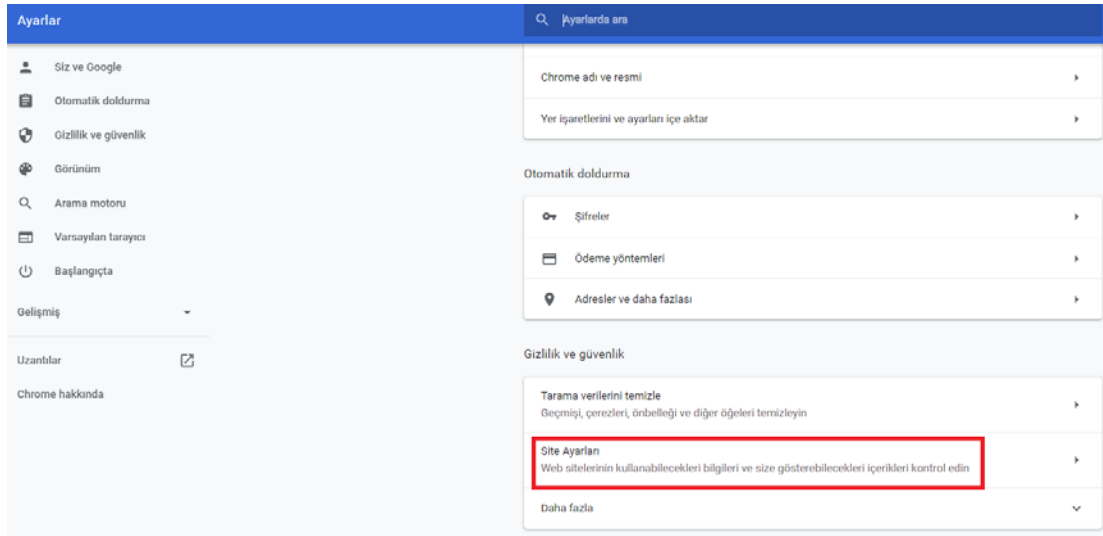 Ayarlar
Ayarlarda ara
Siz ve Google
Otomatik doldurma
Gizlilik ve güvenlik
Görünüm
Arama motoru
Varsayılan tarayıcı
Başlangıçta
Gelişmiş
Uzantılar
Chrome hakkında
Chrome adı ve resmi
Yer işaretlerini ve ayarları içe aktar
Otomatik doldurma
Şifreler
Ödeme yöntemleri
Adresler ve daha fazlası
Gizlilik ve güvenlik
Tarama verilerini temizle
Geçmişi, çerezleri, önbelleği ve diğer öğeleri temizleyin
Site Ayarları
Web sitelerinin kullanabilecekleri bilgileri ve size gösterebilecekleri içerikleri kontrol edin
Daha fazla